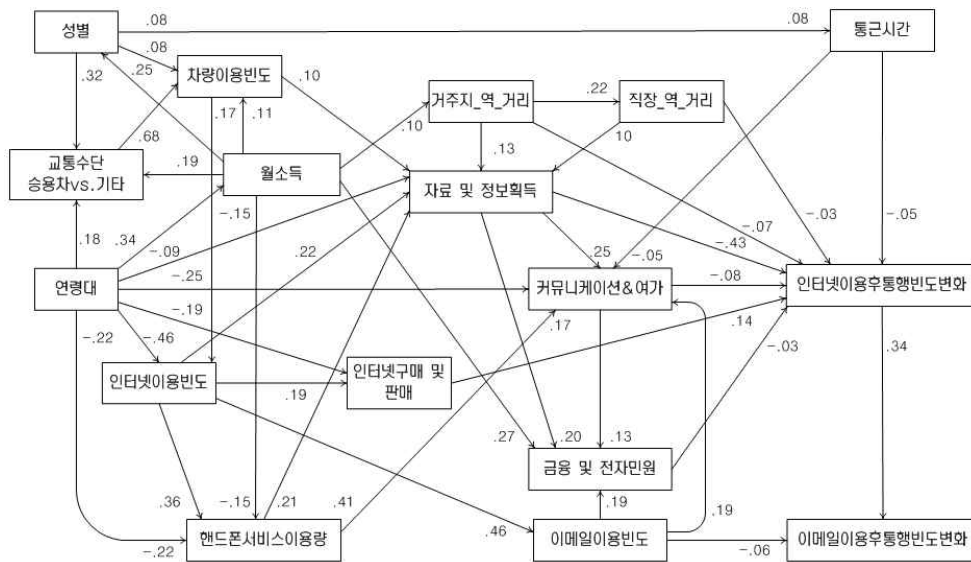 .08
.08
성별
통근시간
.08
.32
.25
차량이용빈도
.10
거주지_역_거리
.22
직장_역_거리
.17
.11
.10
.68
.13
10
교통수단
승용차vs.기타
.19
월소득
자료 및 정보획득
-.15
-.07
-.03
-.05
.18
.34
-.09
.22
-.43
.25
-.05
연령대
-.25
커뮤니케이션&여가
-.08
인터넷이용후통행빈도변화
-.19
.17
.14
-.22
-.46
-.03
.34
인터넷이용빈도
인터넷구매 및
판매
.19
.27
.20
.13
금융 및 전자민원
.36
-.15
.21
.41
.46
.19
.19
-.22
핸드폰서비스이용량
이메일이용빈도
-.06
이메일이용후통행빈도변화